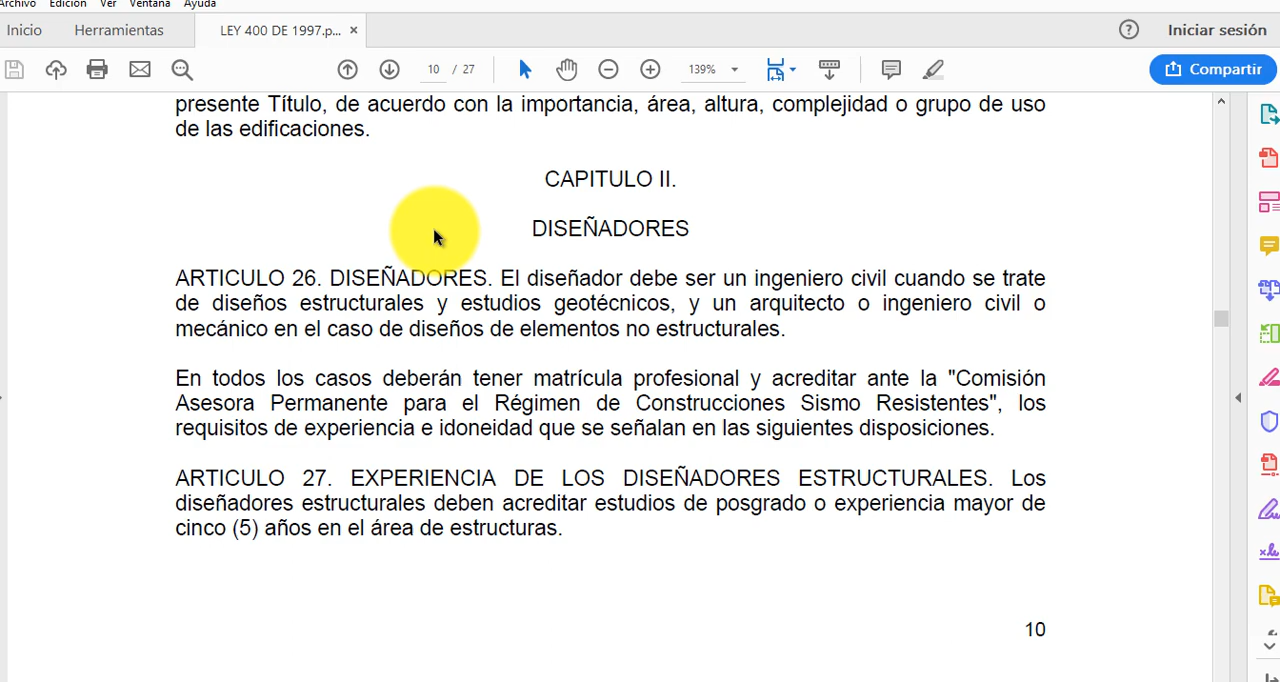 Archivo Edición Ver Ventana Ayuda
Inicio Herramientas LEY 400 DE 1997.p... × ? Iniciar sesión
10 / 27 139% Compartir
presente Título, de acuerdo con la importancia, área, altura, complejidad o grupo de uso
de las edificaciones.
CAPITULO II.
DISEÑADORES
ARTICULO 26. DISEÑADORES. El diseñador debe ser un ingeniero civil cuando se trate
de diseños estructurales y estudios geotécnicos, y un arquitecto o ingeniero civil o
mecánico en el caso de diseños de elementos no estructurales.
En todos los casos deberán tener matrícula profesional y acreditar ante la "Comisión
Asesora Permanente para el Régimen de Construcciones Sismo Resistentes", los
requisitos de experiencia e idoneidad que se señalan en las siguientes disposiciones.
ARTICULO 27. EXPERIENCIA DE LOS DISEÑADORES ESTRUCTURALES. Los
diseñadores estructurales deben acreditar estudios de posgrado o experiencia mayor de
cinco (5) años en el área de estructuras.
10